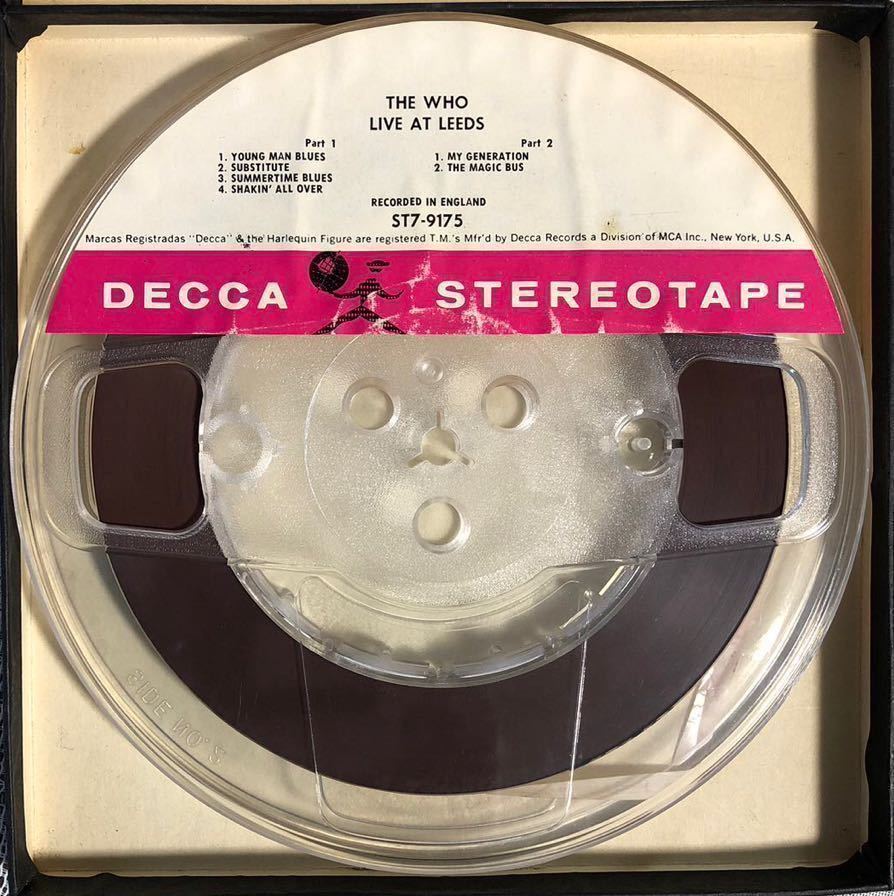 THE WHO
LIVE AT LEEDS
Part 1
1. YOUNG MAN BLUES
2. SUBSTITUTE
3. SUMMERTIME BLUES
4. SHAKIN' ALL OVER
Part 2
1. MY GENERATION
2. THE MAGIC BUS
RECORDED IN ENGLAND
ST7-9175
Marcas Registradas "Decca" & the Harlequin Figure are registered T.M.'s Mfr'd by Decca Records a Division of MCA Inc., New York, U.S.A.
DECCA STEREOTAPE
SIDE NO. 2